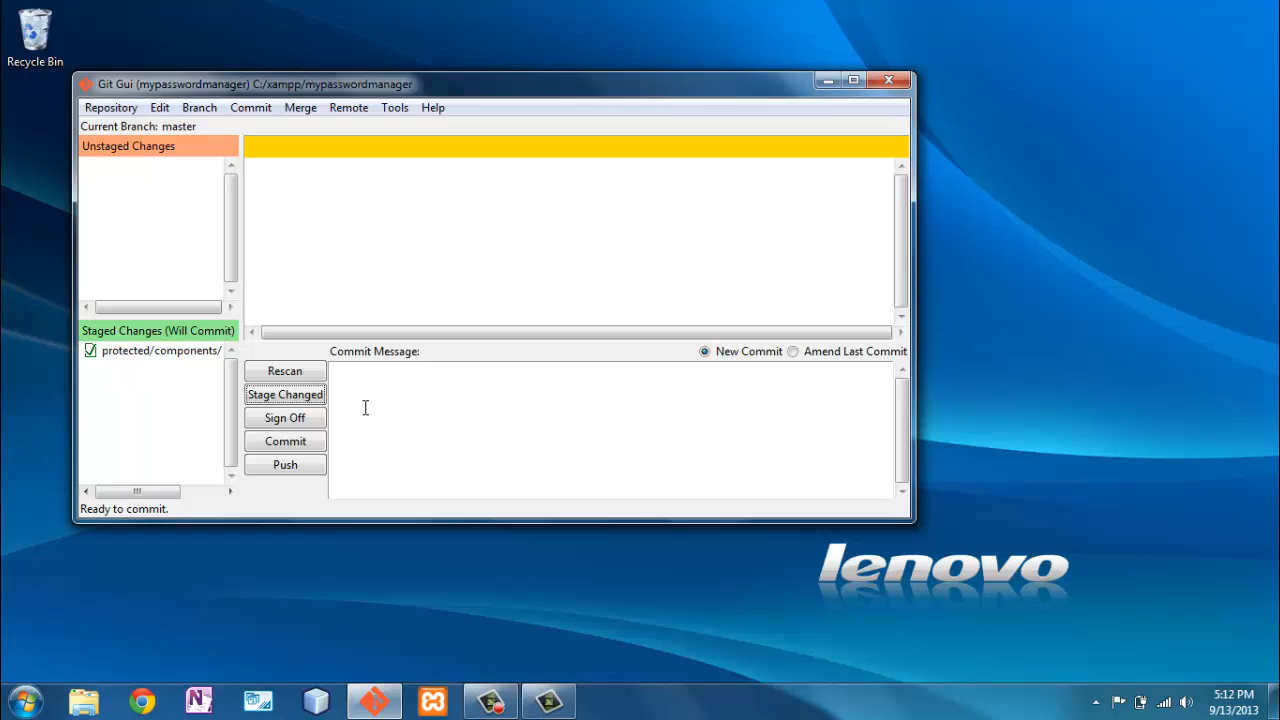 Recycle Bin
Git Gui (mypasswordmanager) C:/xampp/mypasswordmanager
Repository Edit Branch Commit Merge Remote Tools Help
Current Branch: master
Unstaged Changes
Staged Changes (Will Commit)
protected/components/
Commit Message:
New Commit
Amend Last Commit
Rescan
Stage Changed
Sign Off
Commit
Push
Ready to commit.
lenovo
5:12 PM
9/13/2013